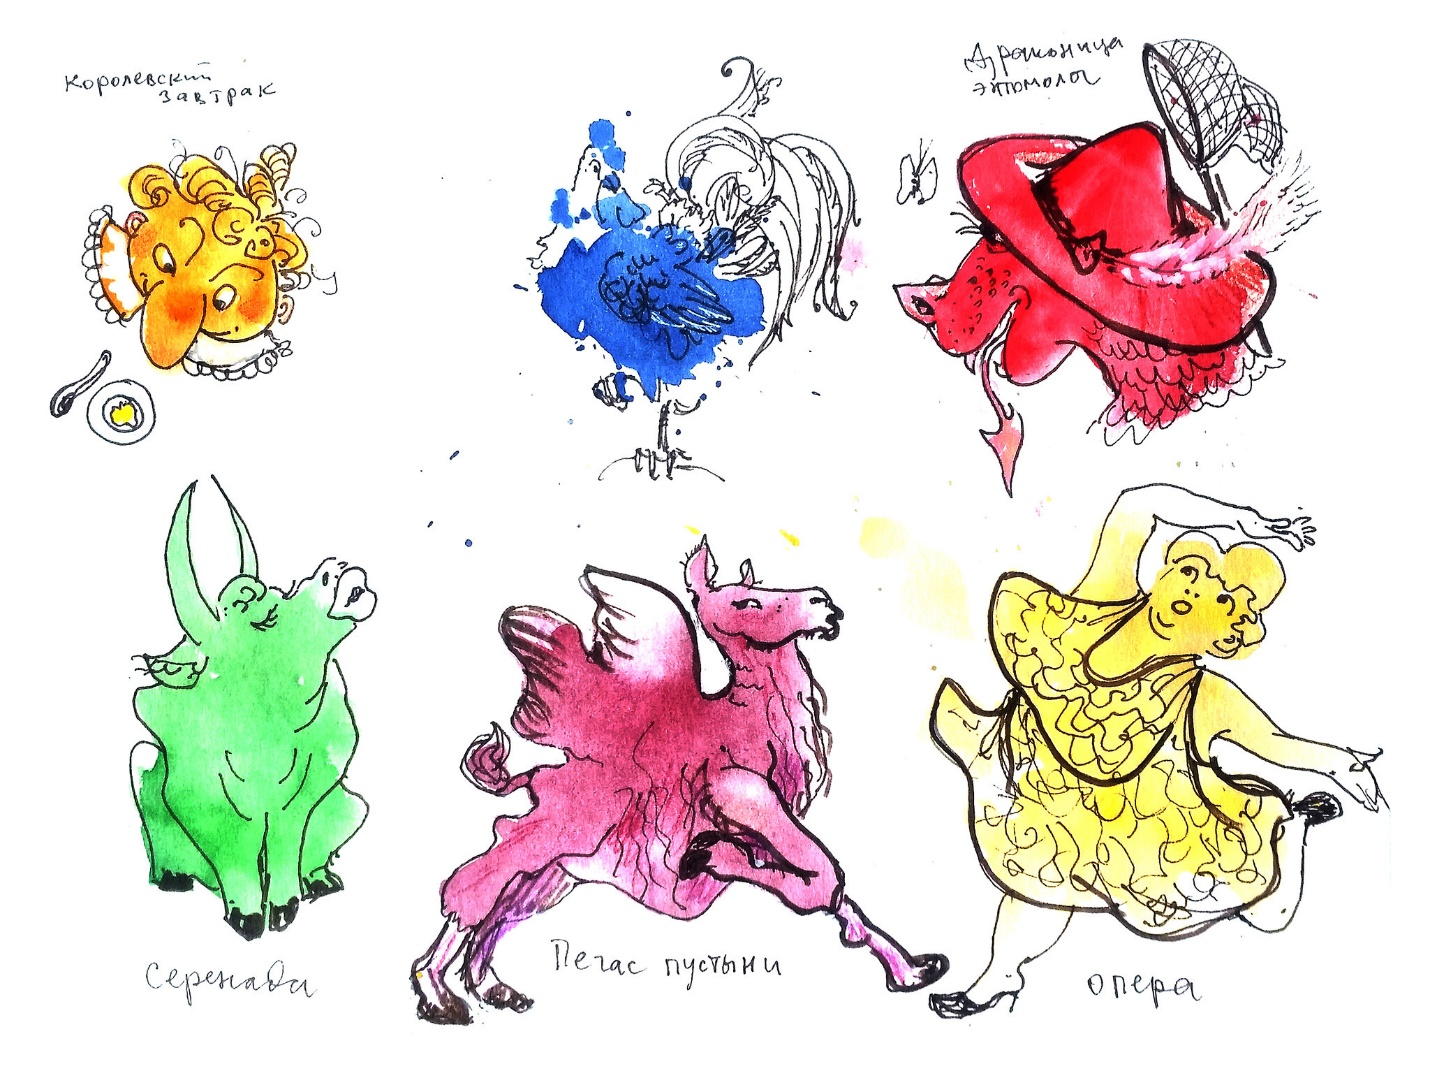 Королевский
завтрак
Драконица
энтомолог
Серенада
Пегас пустыни
опера